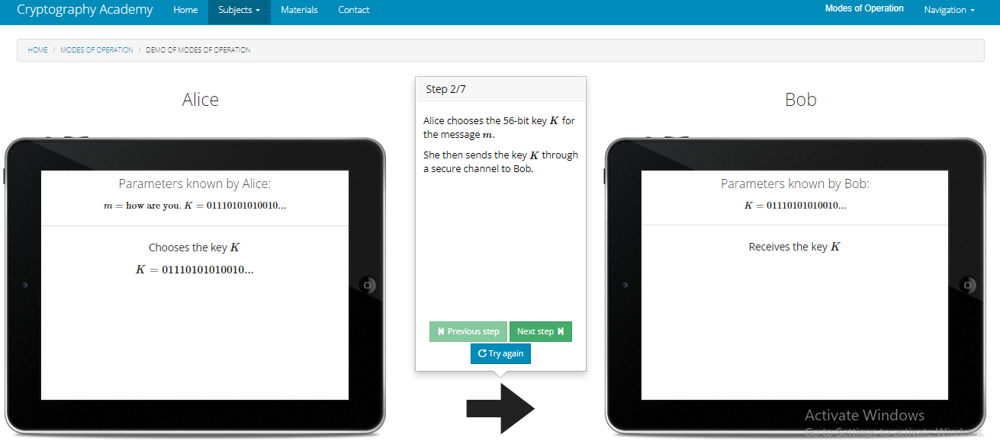 Cryptography Academy Home Subjects Materials Contact Modes of Operation Navigation
HOME / MODES OF OPERATION / DEMO OF MODES OF OPERATION
Alice
Parameters known by Alice:
m = how are you, K = 01110101010010...
Chooses the key K
K = 01110101010010...
Step 2/7
Alice chooses the 56-bit key K for
the message m.
She then sends the key K through
a secure channel to Bob.
Previous step Next step
Try again
Bob
Parameters known by Bob:
K = 01110101010010...
Receives the key K
Activate Windows
Go to Settings to activate Windows.